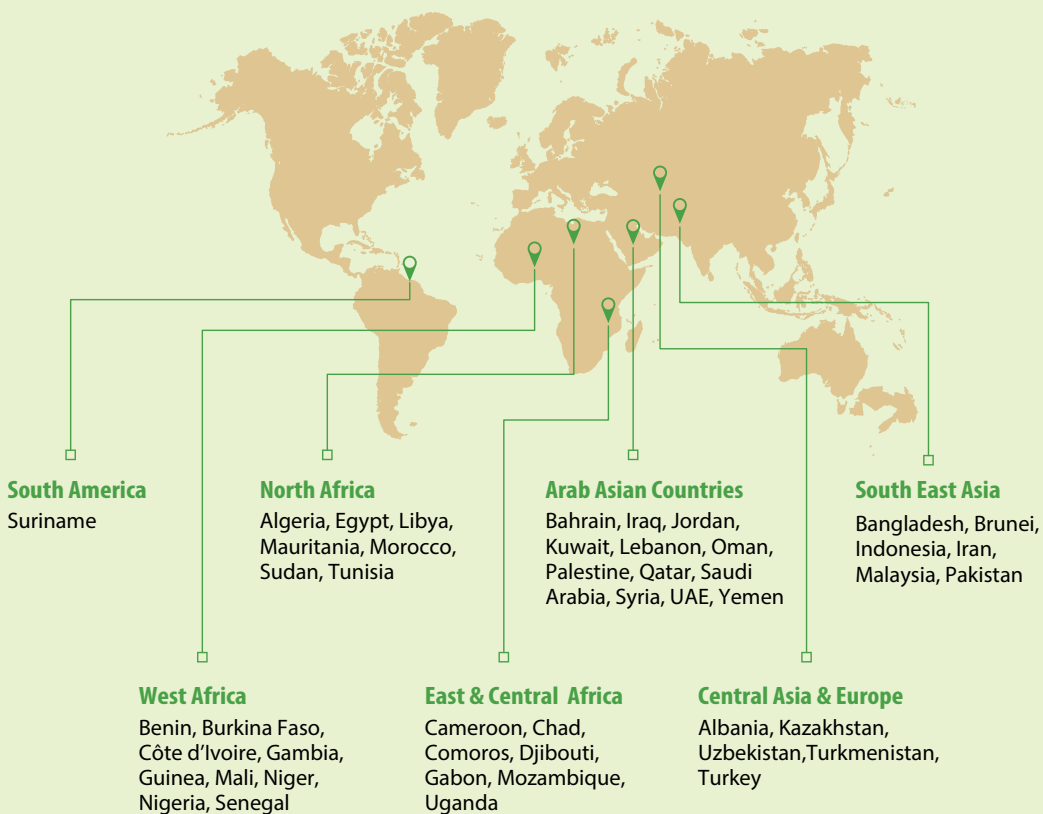 South America
Suriname
North Africa
Algeria, Egypt, Libya,
Mauritania, Morocco,
Sudan, Tunisia
Arab Asian Countries
Bahrain, Iraq, Jordan,
Kuwait, Lebanon, Oman,
Palestine, Qatar, Saudi
Arabia, Syria, UAE, Yemen
South East Asia
Bangladesh, Brunei,
Indonesia, Iran,
Malaysia, Pakistan
West Africa
Benin, Burkina Faso,
Côte d’Ivoire, Gambia,
Guinea, Mali, Niger,
Nigeria, Senegal
East & Central Africa
Cameroon, Chad,
Comoros, Djibouti,
Gabon, Mozambique,
Uganda
Central Asia & Europe
Albania, Kazakhstan,
Uzbekistan,Turkmenistan,
Turkey